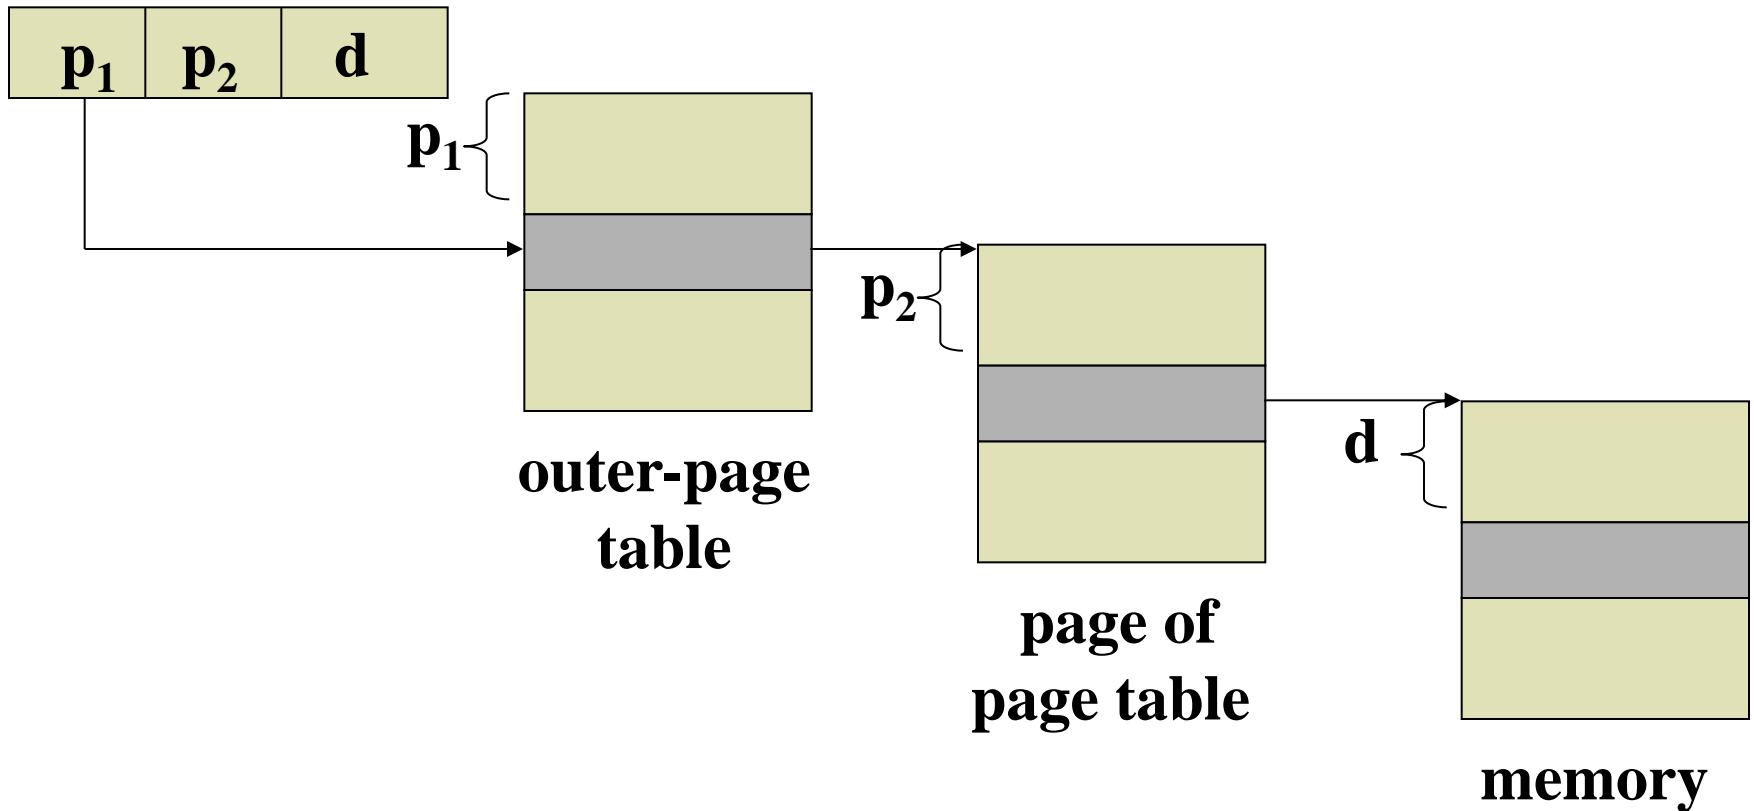 p₁ p₂ d
p₁
p₂
d
outer-page
table
page of
page table
memory